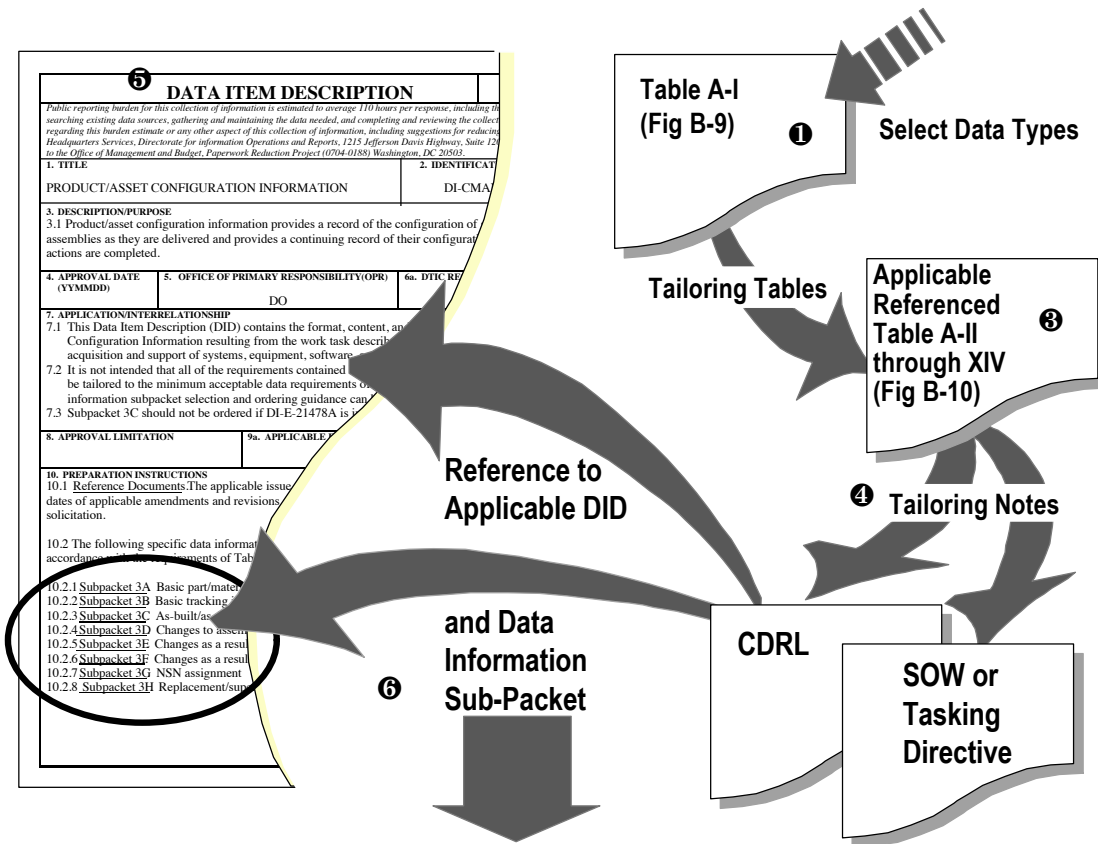 ❺
DATA ITEM DESCRIPTION
Public reporting burden for this collection of information is estimated to average 110 hours per response, including
searching existing data sources, gathering and maintaining the data needed, and completing and reviewing the
regarding this burden estimate or any other aspect of this collection of information, including suggestions for reducing
Headquarters Services, Directorate for information Operations and Reports, 1215 Jefferson Davis Highway, Suite
to the Office of Management and Budget, Paperwork Reduction Project (0704-0188) Washington, DC 20503.
1. TITLE
2. IDENTIFICAT
PRODUCT/ASSET CONFIGURATION INFORMATION
DI-CMA
3. DESCRIPTION/PURPOSE
3.1 Product/asset configuration information provides a record of the configuration of
assemblies as they are delivered and provides a continuing record of their configurat
actions are completed.
4. APPROVAL DATE
(YYMMDD)
5. OFFICE OF PRIMARY RESPONSIBILITY(OPR)
DO
6a. DTIC RE
7. APPLICATION/INTERRELATIONSHIP
7.1 This Data Item Description (DID) contains the format, content, an
Configuration Information resulting from the work task describ
acquisition and support of systems, equipment, software,
7.2 It is not intended that all of the requirements contained
be tailored to the minimum acceptable data requirements
information subpacket selection and ordering guidance can
7.3 Subpacket 3C should not be ordered if DI-E-21478A is
8. APPROVAL LIMITATION
9a. APPLICABLE
10. PREPARATION INSTRUCTIONS
10.1 Reference Documents.The applicable issue
dates of applicable amendments and revisions
solicitation.
10.2 The following specific data informat
accordance with the requirements of Tab
10.2.1 Subpacket 3A Basic part/mater
10.2.2 Subpacket 3B Basic tracking
10.2.3 Subpacket 3C As-built/as
10.2.4 Subpacket 3D Changes to assem
10.2.5 Subpacket 3E Changes as a resul
10.2.6 Subpacket 3F Changes as a resul
10.2.7 Subpacket 3G NSN assignment
10.2.8 Subpacket 3H Replacement/sup
Table A-I
(Fig B-9)
❶
Select Data Types
Tailoring Tables
Applicable
Referenced
Table A-II
through XIV
(Fig B-10)
❸
❹ Tailoring Notes
Reference to
Applicable DID
and Data
Information
Sub-Packet
❻
CDRL
SOW or
Tasking
Directive